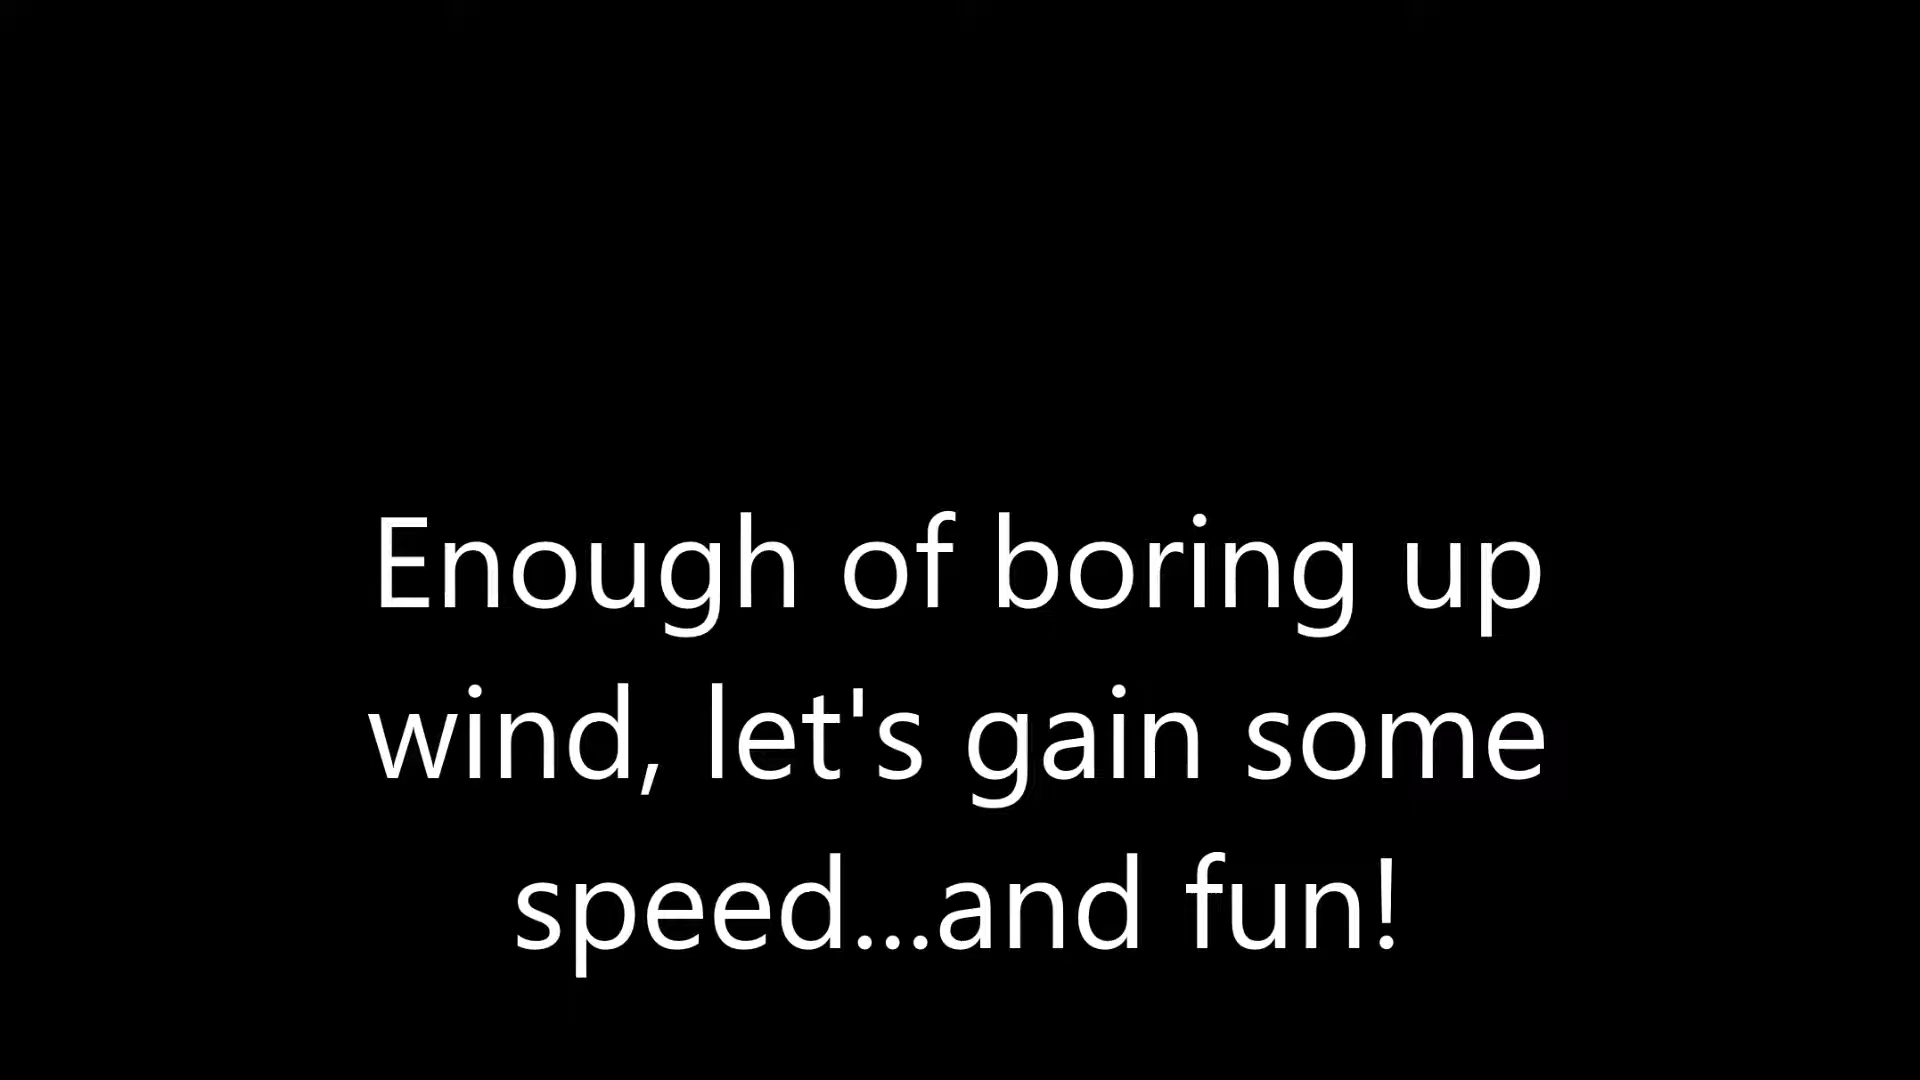 Enough of boring up
wind, let's gain some
speed...and fun!